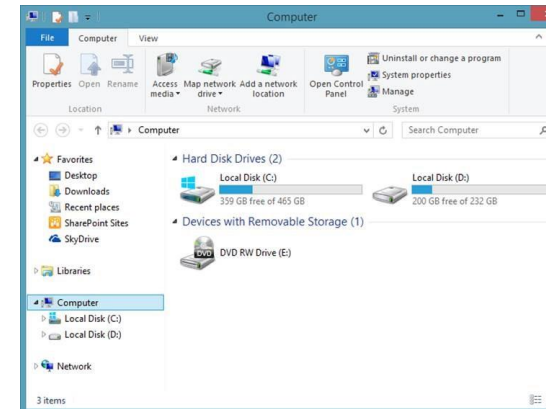 Computer
File Computer View
Properties Open Rename Access media Map network drive Add a network location Open Control Panel Uninstall or change a program
System properties
Manage
Location Network System
Computer Search Computer
Favorites
Desktop
Downloads
Recent places
SharePoint Sites
SkyDrive
Libraries
Computer
Local Disk (C:)
Local Disk (D:)
Network
Hard Disk Drives (2)
Local Disk (C:)
359 GB free of 465 GB
Local Disk (D:)
200 GB free of 232 GB
Devices with Removable Storage (1)
DVD
DVD RW Drive (E:)
3 items